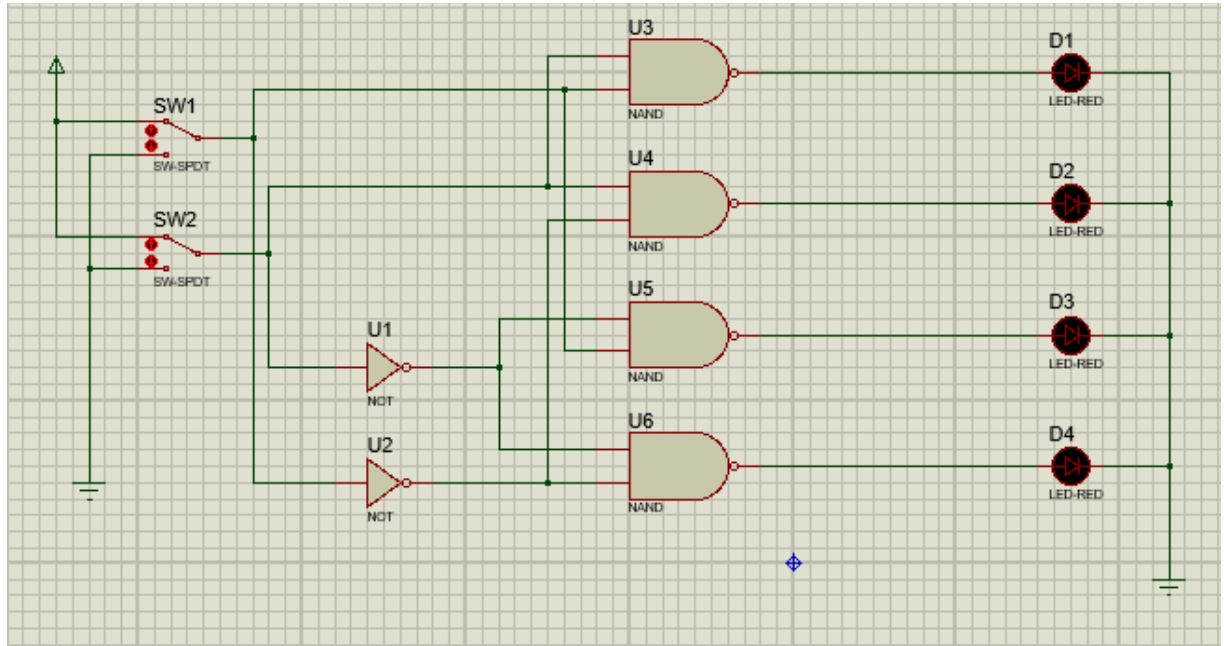 U3
NAND
D1
LED-RED
SW1
SW-SPDT
U4
NAND
D2
LED-RED
SW2
SW-SPDT
U5
NAND
D3
LED-RED
U1
NOT
U6
NAND
D4
LED-RED
U2
NOT